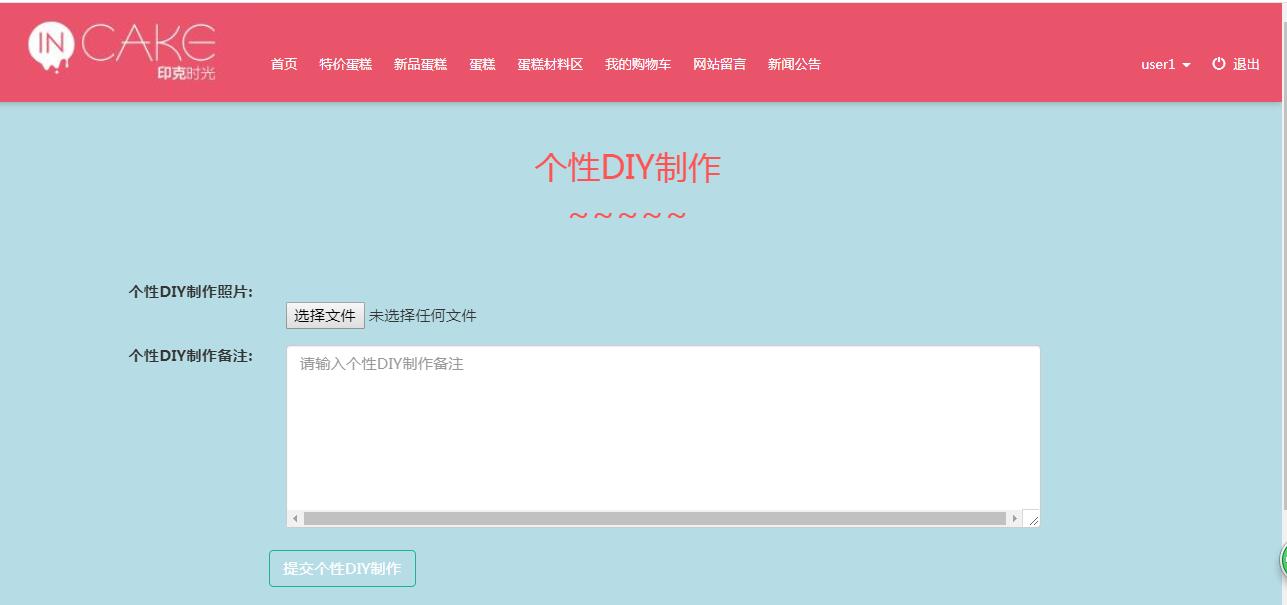 IN CAKE
印克时光
首页 特价蛋糕 新品蛋糕 蛋糕 蛋糕材料区 我的购物车 网站留言 新闻公告 user1 退出
个性DIY制作
~~~~~
个性DIY制作照片:
选择文件 未选择任何文件
个性DIY制作备注:
请输入个性DIY制作备注
提交个性DIY制作